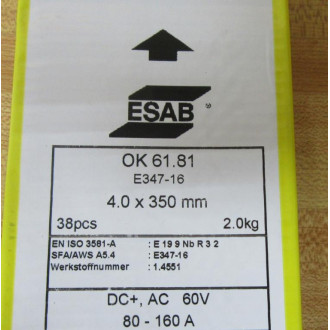 ESAB
OK 61.81
E347-16
4.0 x 350 mm
38pcs 2.0kg
EN ISO 3581-A : E 19 9 Nb R 3 2
SFA/AWS A5.4 : E347-16
Werkstoffnummer : 1.4551
DC+, AC 60V
80 - 160 A